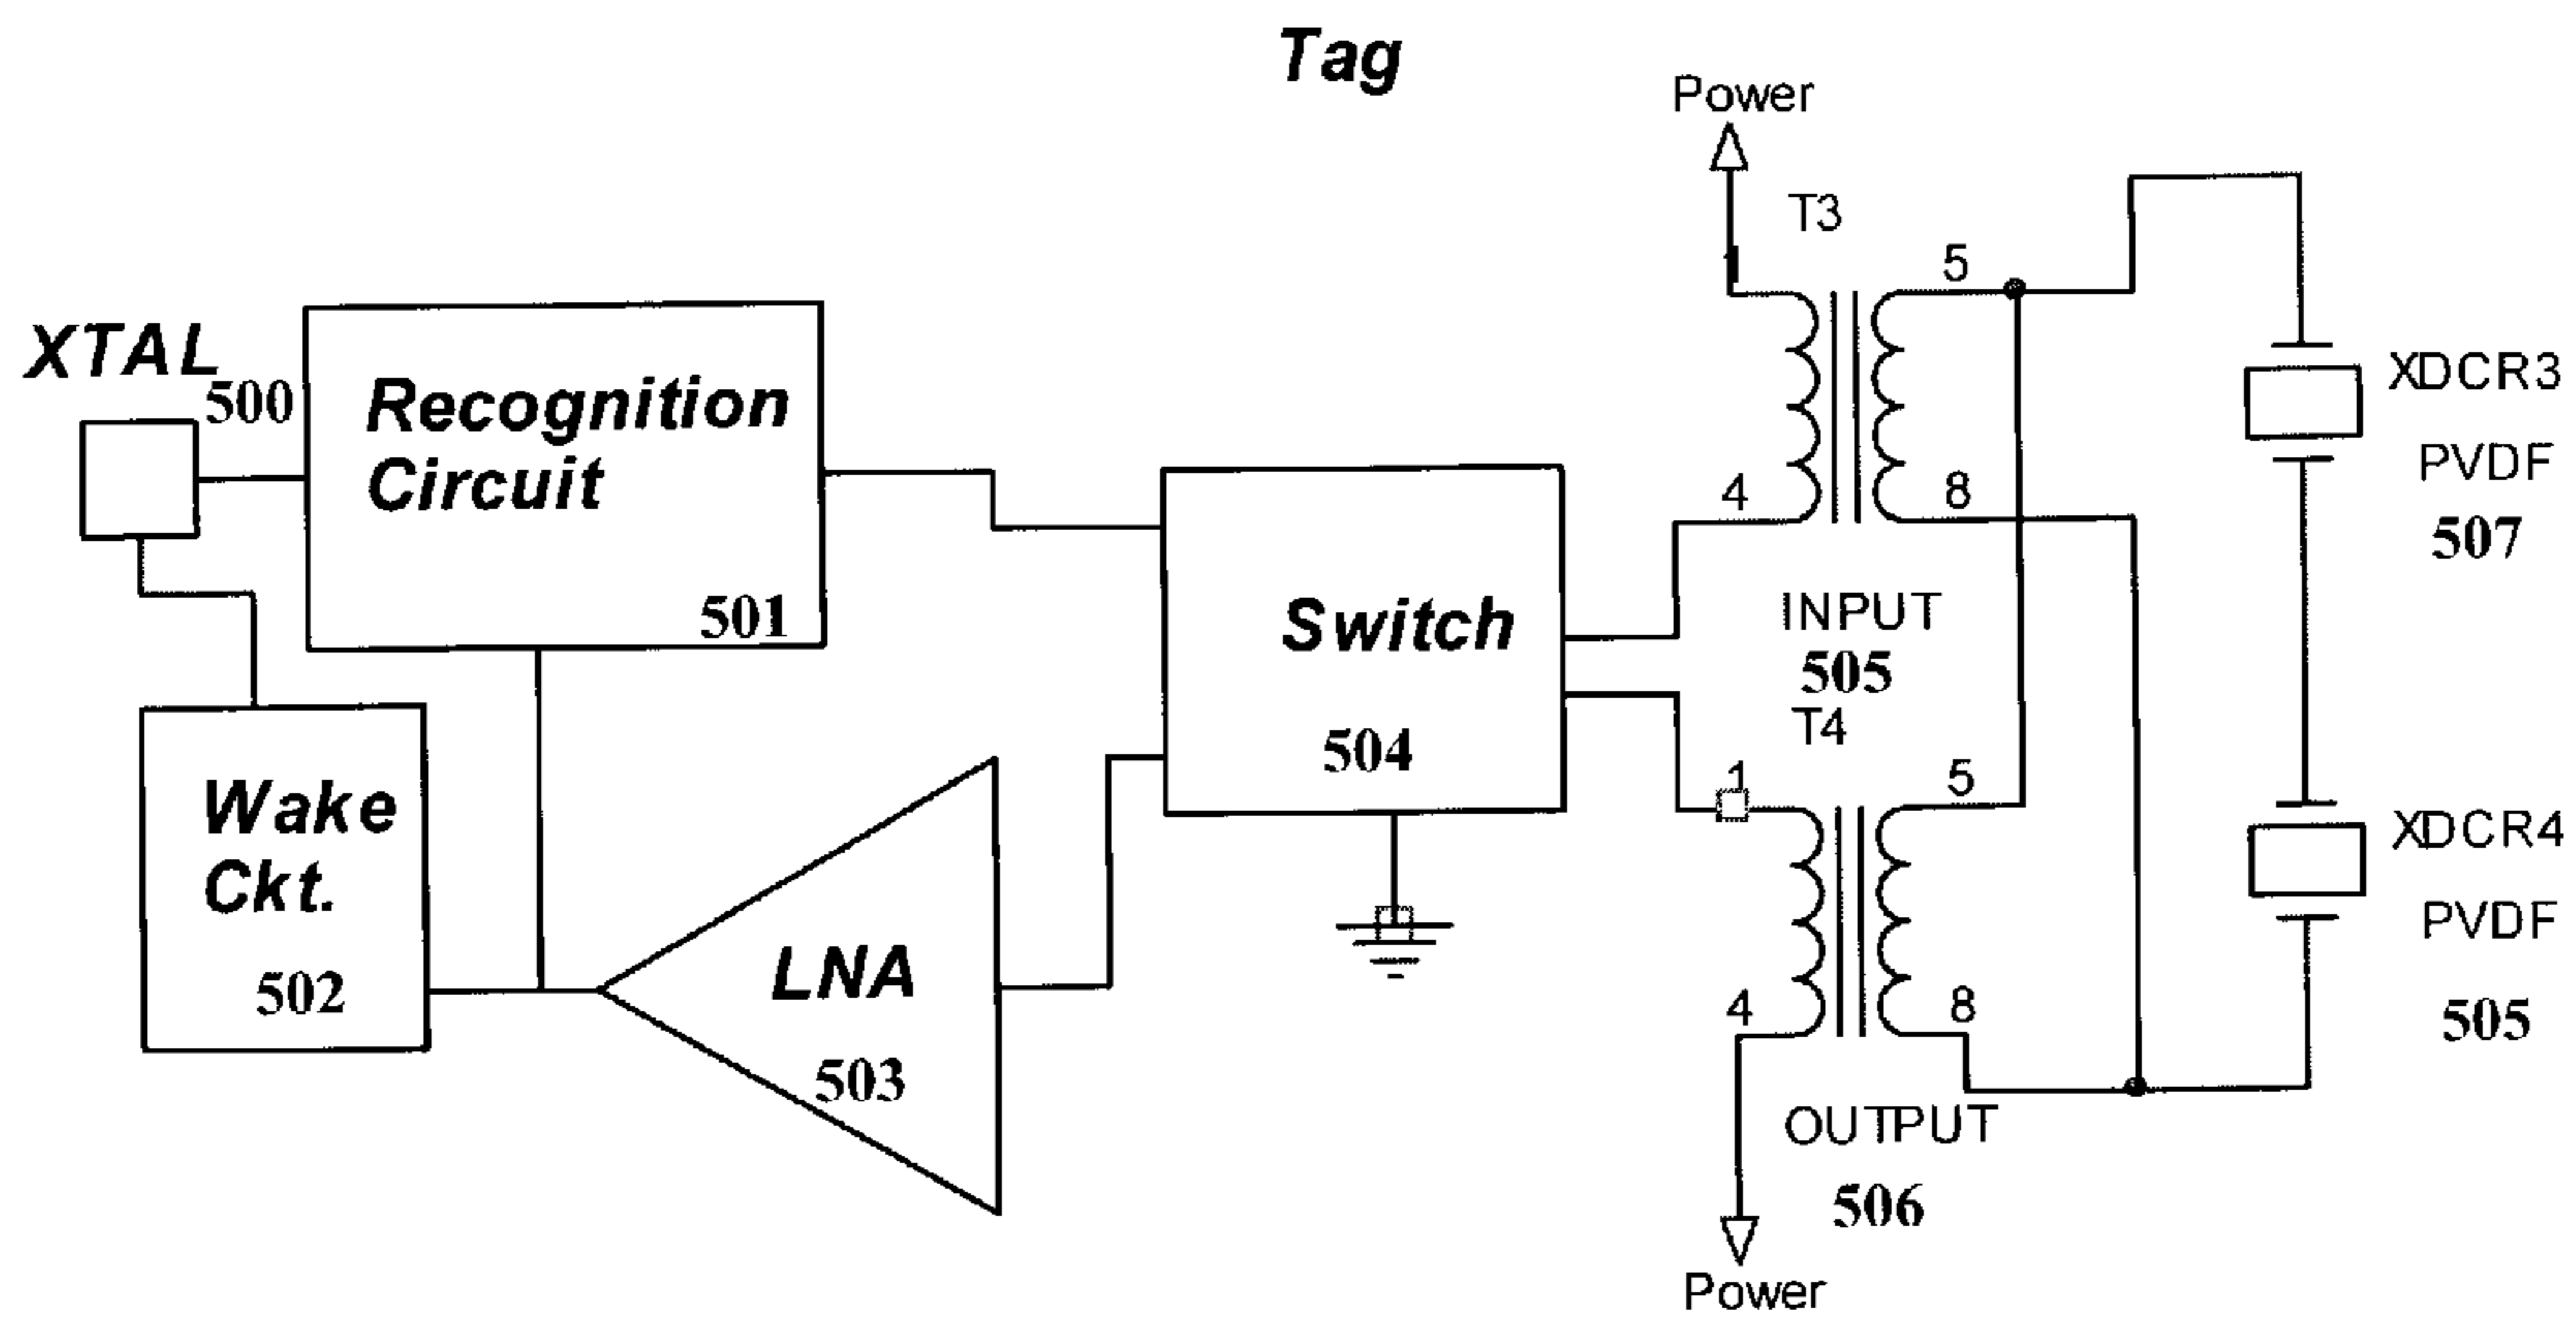 Tag
Power
T3
1
5
XTAL
500
Recognition
Circuit
501
4
8
XDCR3
PVDF
507
Switch
504
INPUT
505
T4
1
5
Wake
Ckt.
502
LNA
503
XDCR4
PVDF
505
4
8
OUTPUT
506
Power